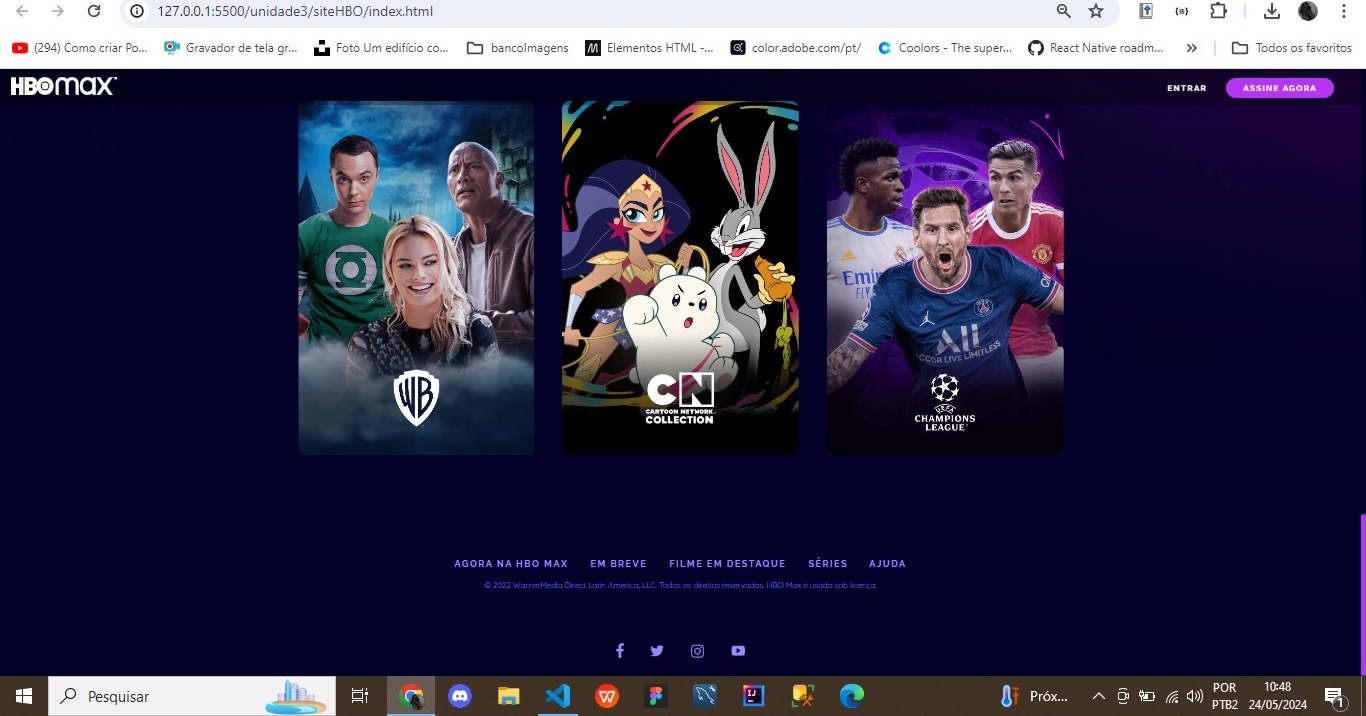 127.0.0.1:5500/unidade3/siteHBO/index.html
(294) Como criar Po...
Gravador de tela gr...
Foto Um edifício co...
bancoImagens
Elementos HTML -...
color.adobe.com/pt/
Coolors - The super...
React Native roadm...
Todos os favoritos
HBOmax
ENTRAR
ASSINE AGORA
WB
CN
CARTOON NETWORK
COLLECTION
Emir
FLY
ALL
ACCOR LIVE LIMITLESS
UEFA
CHAMPIONS
LEAGUE
AGORA NA HBO MAX
EM BREVE
FILME EM DESTAQUE
SÉRIES
AJUDA
© 2022 WarnerMedia Direct Latin America, LLC. Todos os direitos reservados. HBO Max é usado sob licença.
Pesquisar
Próx...
POR
PTB2
10:48
24/05/2024
1